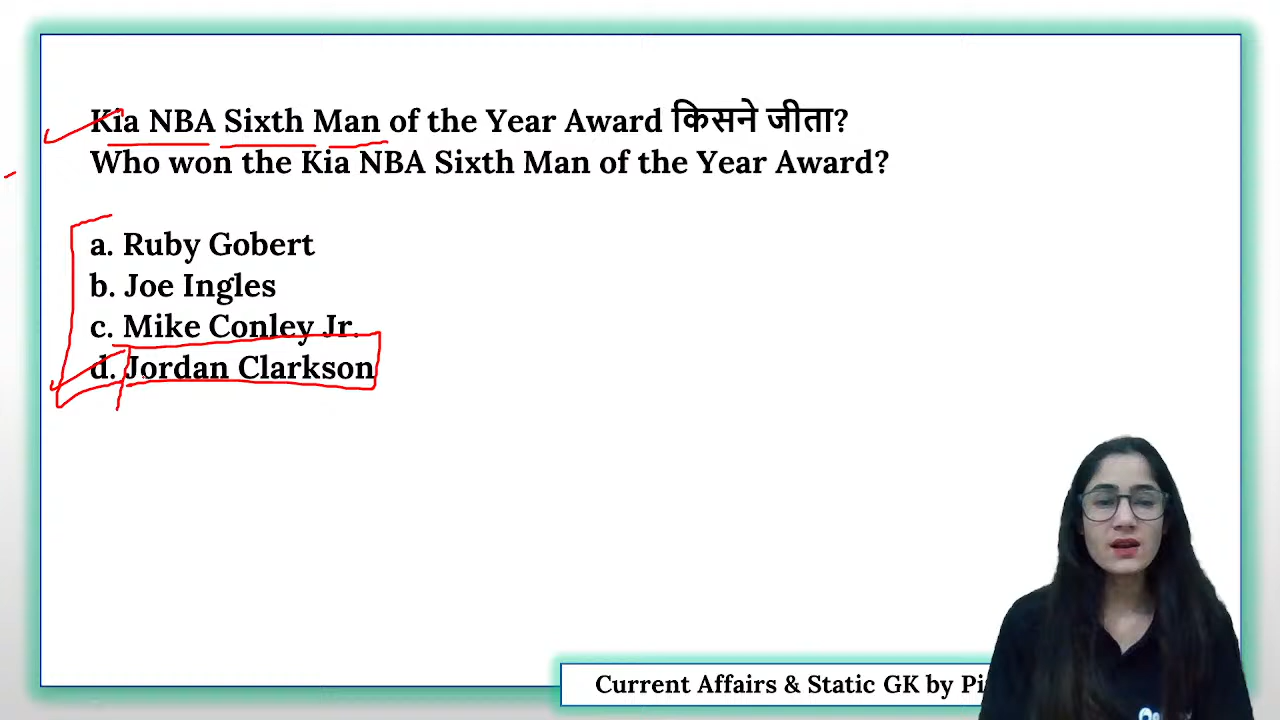 Kia NBA Sixth Man of the Year Award किसने जीता?
Who won the Kia NBA Sixth Man of the Year Award?
a. Ruby Gobert
b. Joe Ingles
c. Mike Conley Jr.
d. Jordan Clarkson
Current Affairs & Static GK by